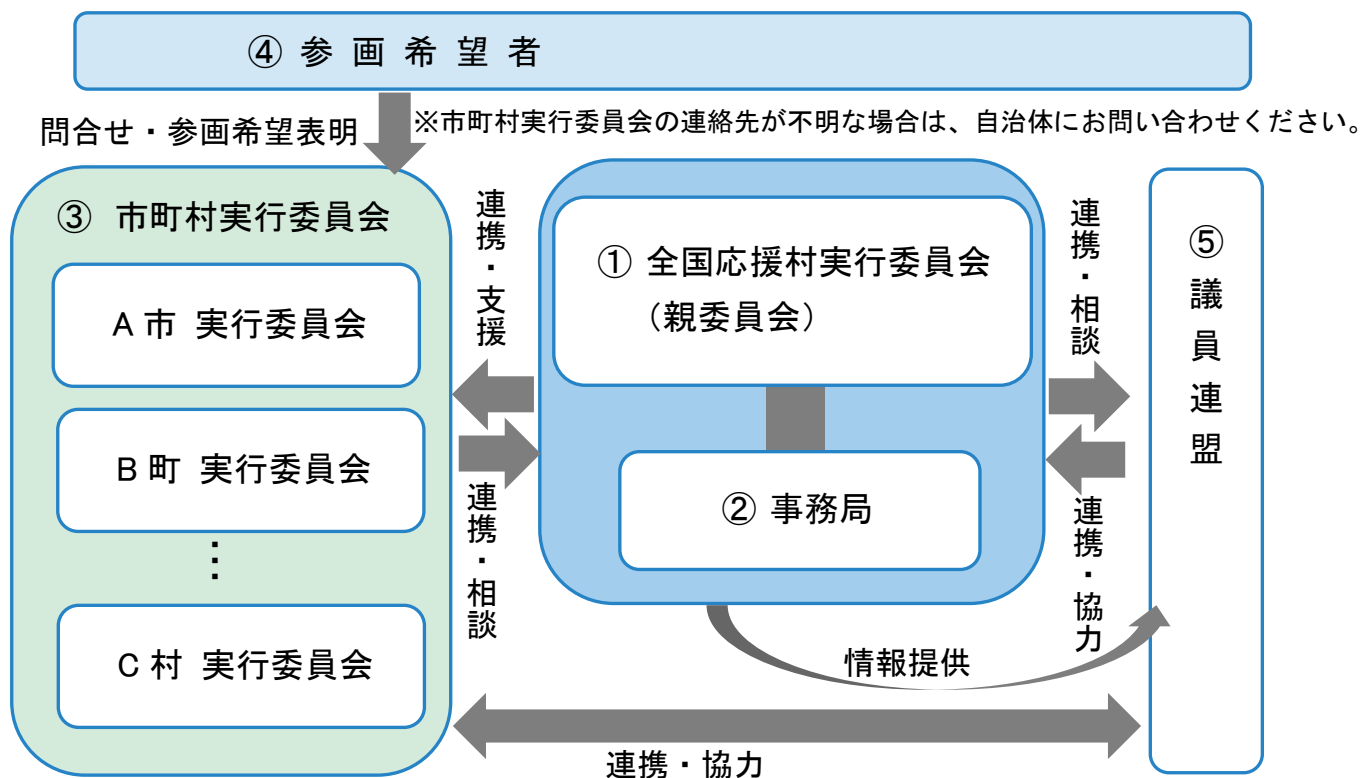 ④ 参 画 希 望 者
問合せ・参画希望表明
※市町村実行委員会の連絡先が不明な場合は、自治体にお問い合わせください。
③ 市町村実行委員会
A 市 実行委員会
B 町 実行委員会
⋮
C 村 実行委員会
連携・支援
連携・相談
① 全国応援村実行委員会
（親委員会）
② 事務局
連携・相談
連携・協力
⑤議員連盟
情報提供
連携・協力